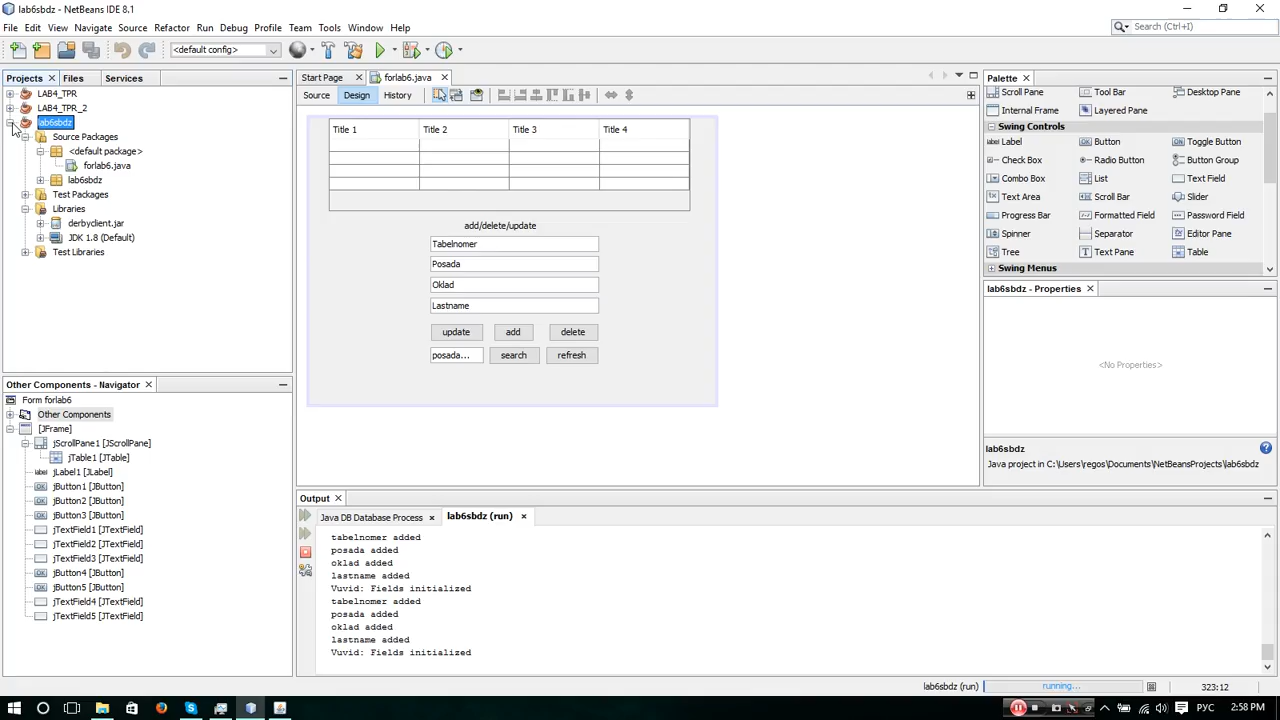 lab6sbdz - NetBeans IDE 8.1
File Edit View Navigate Source Refactor Run Debug Profile Team Tools Window Help
Search (Ctrl+I)
<default config>
Projects Files Services
LAB4_TPR
LAB4_TPR_2
lab6sbdz
Source Packages
<default package>
forlab6.java
lab6sbdz
Test Packages
Libraries
derbyclient.jar
JDK 1.8 (Default)
Test Libraries
Other Components - Navigator
Form forlab6
Other Components
[JFrame]
jScrollPane1 [JScrollPane]
jTable1 [JTable]
jLabel1 [JLabel]
jButton1 [JButton]
jButton2 [JButton]
jButton3 [JButton]
jTextField1 [JTextField]
jTextField2 [JTextField]
jTextField3 [JTextField]
jButton4 [JButton]
jButton5 [JButton]
jTextField4 [JTextField]
jTextField5 [JTextField]
Start Page forlab6.java
Source Design History
Title 1 Title 2 Title 3 Title 4
add/delete/update
Tabelnomer
Posada
Oklad
Lastname
update add delete
posada... search refresh
Output
Java DB Database Process lab6sbdz (run)
tabelnomer added
posada added
oklad added
lastname added
Vuvid: Fields initialized
tabelnomer added
posada added
oklad added
lastname added
Vuvid: Fields initialized
Palette
Scroll Pane Tool Bar Desktop Pane
Internal Frame Layered Pane
Swing Controls
Label Button Toggle Button
Check Box Radio Button Button Group
Combo Box List Text Field
Text Area Scroll Bar Slider
Progress Bar Formatted Field Password Field
Spinner Separator Editor Pane
Tree Text Pane Table
Swing Menus
lab6sbdz - Properties
<No Properties>
lab6sbdz
Java project in C:\Users\regos\Documents\NetBeansProjects\lab6sbdz
lab6sbdz (run) running... 323:12
РУС 2:58 PM